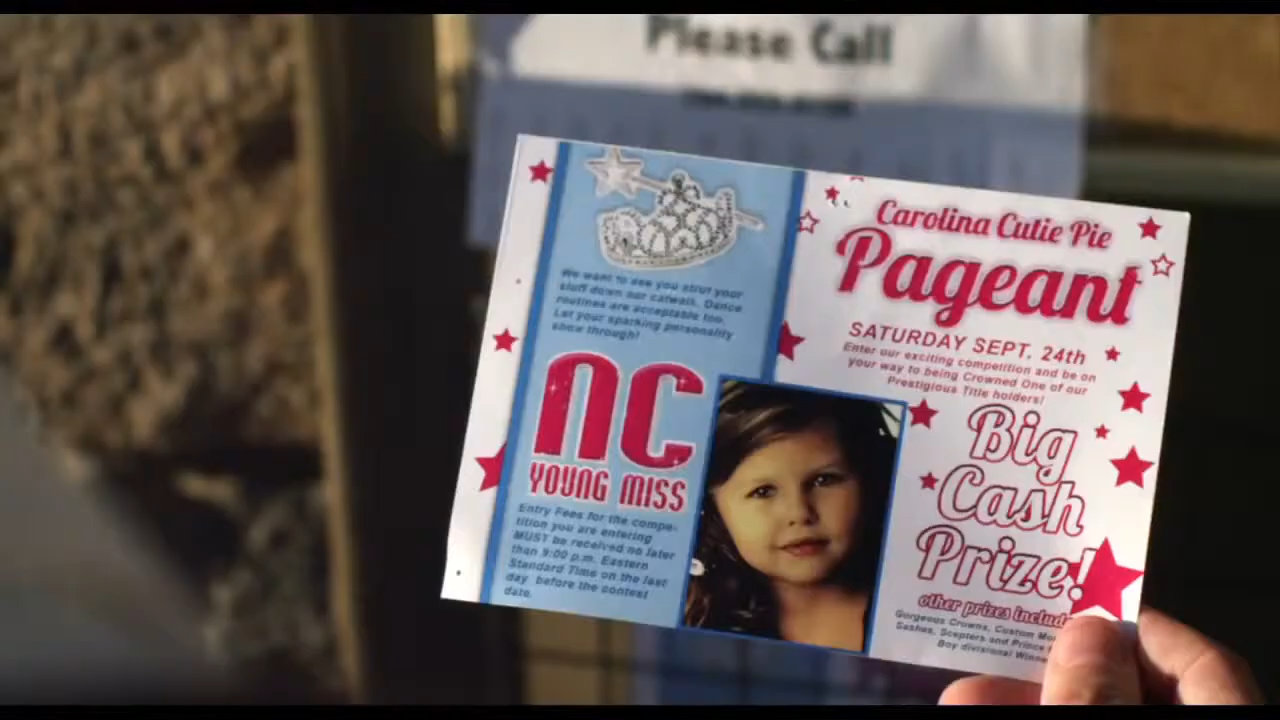 Please Call
We want to see you strut your
stuff down our catwalk. Dance
routines are acceptable too.
Let your sparking personality
show through!
NC
YOUNG MISS
Entry Fees for the compe-
tition you are entering
MUST be received no later
than 9:00 p.m. Eastern
Standard Time on the last
day before the contest
date.
Carolina Cutie Pie
Pageant
SATURDAY SEPT. 24th
Enter our exciting competition and be on
your way to being Crowned One of our
Prestigious Title holders!
Big
Cash
Prize!
other prizes includ
Gorgeous Crowns, Custom Mo
Sashes, Scepters and Prince
Boy divisional Winne